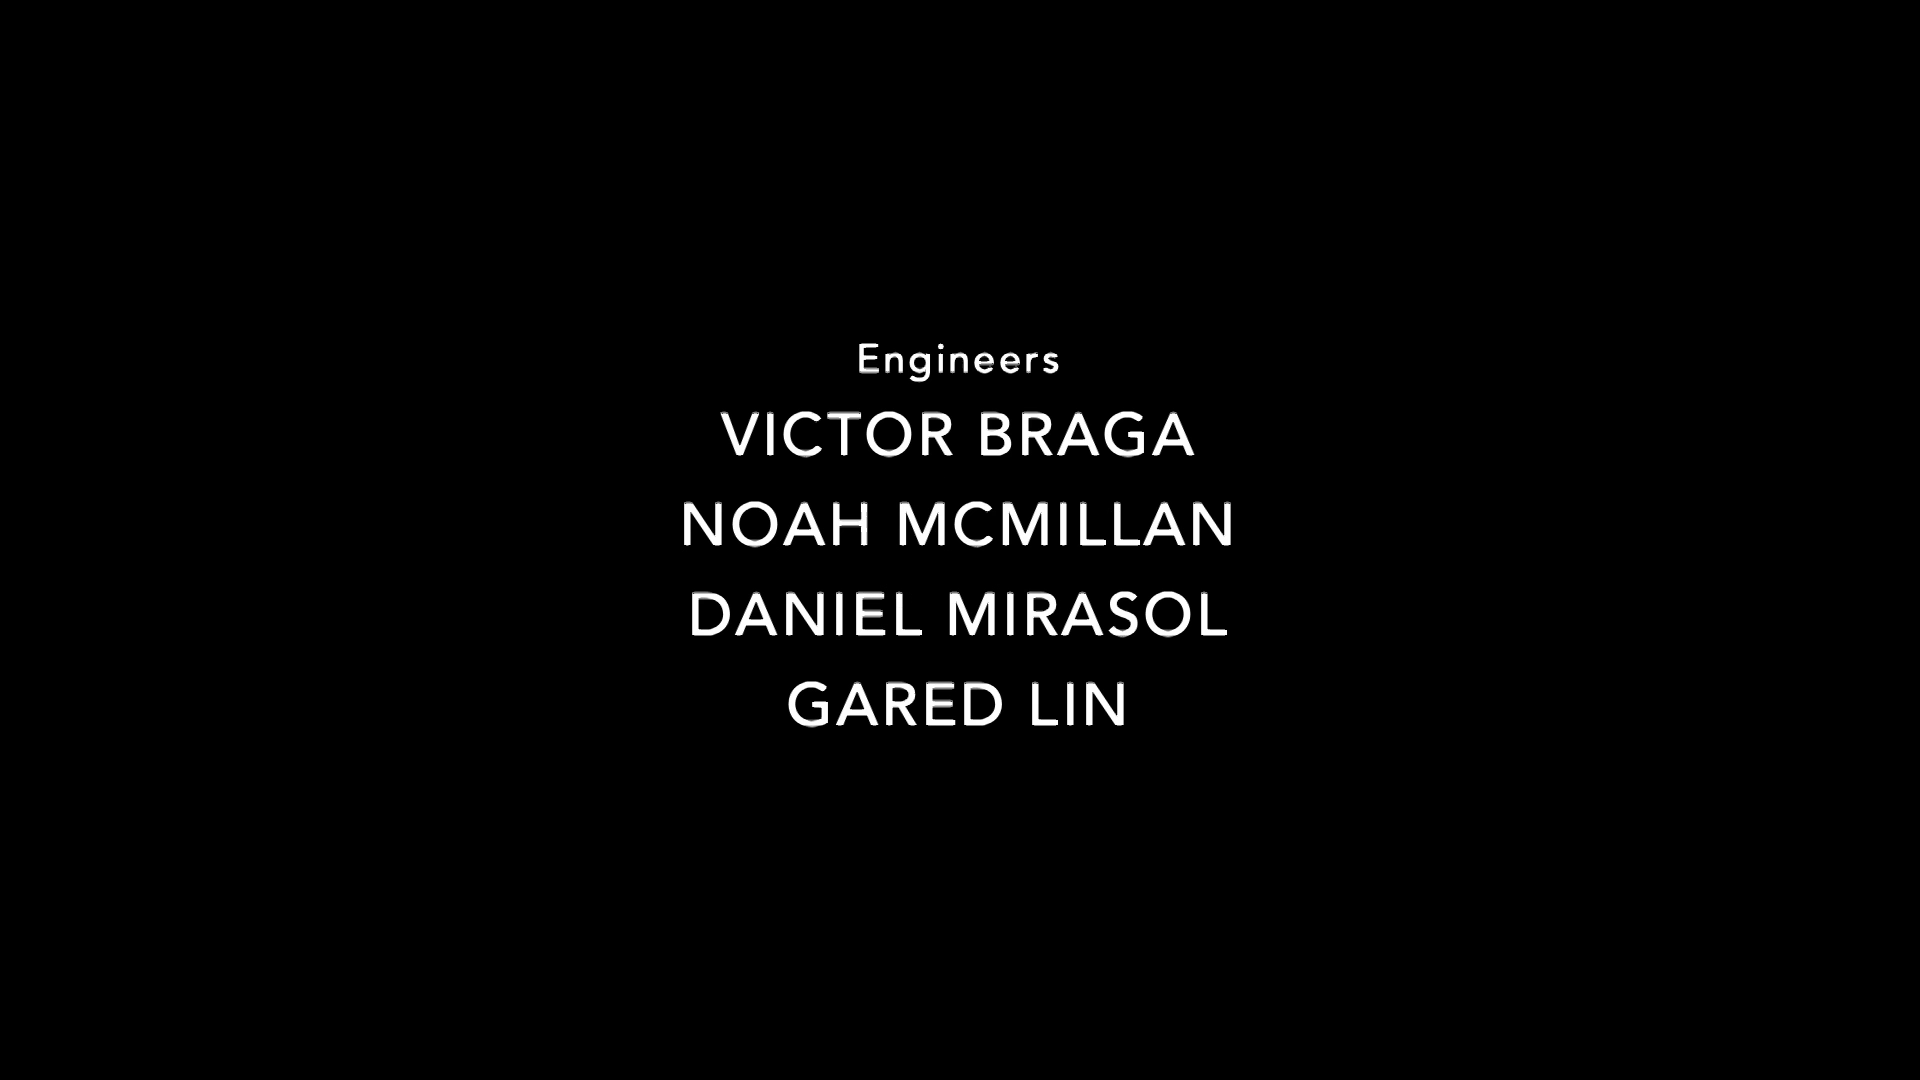 Engineers
VICTOR BRAGA
NOAH MCMILLAN
DANIEL MIRASOL
GARED LIN